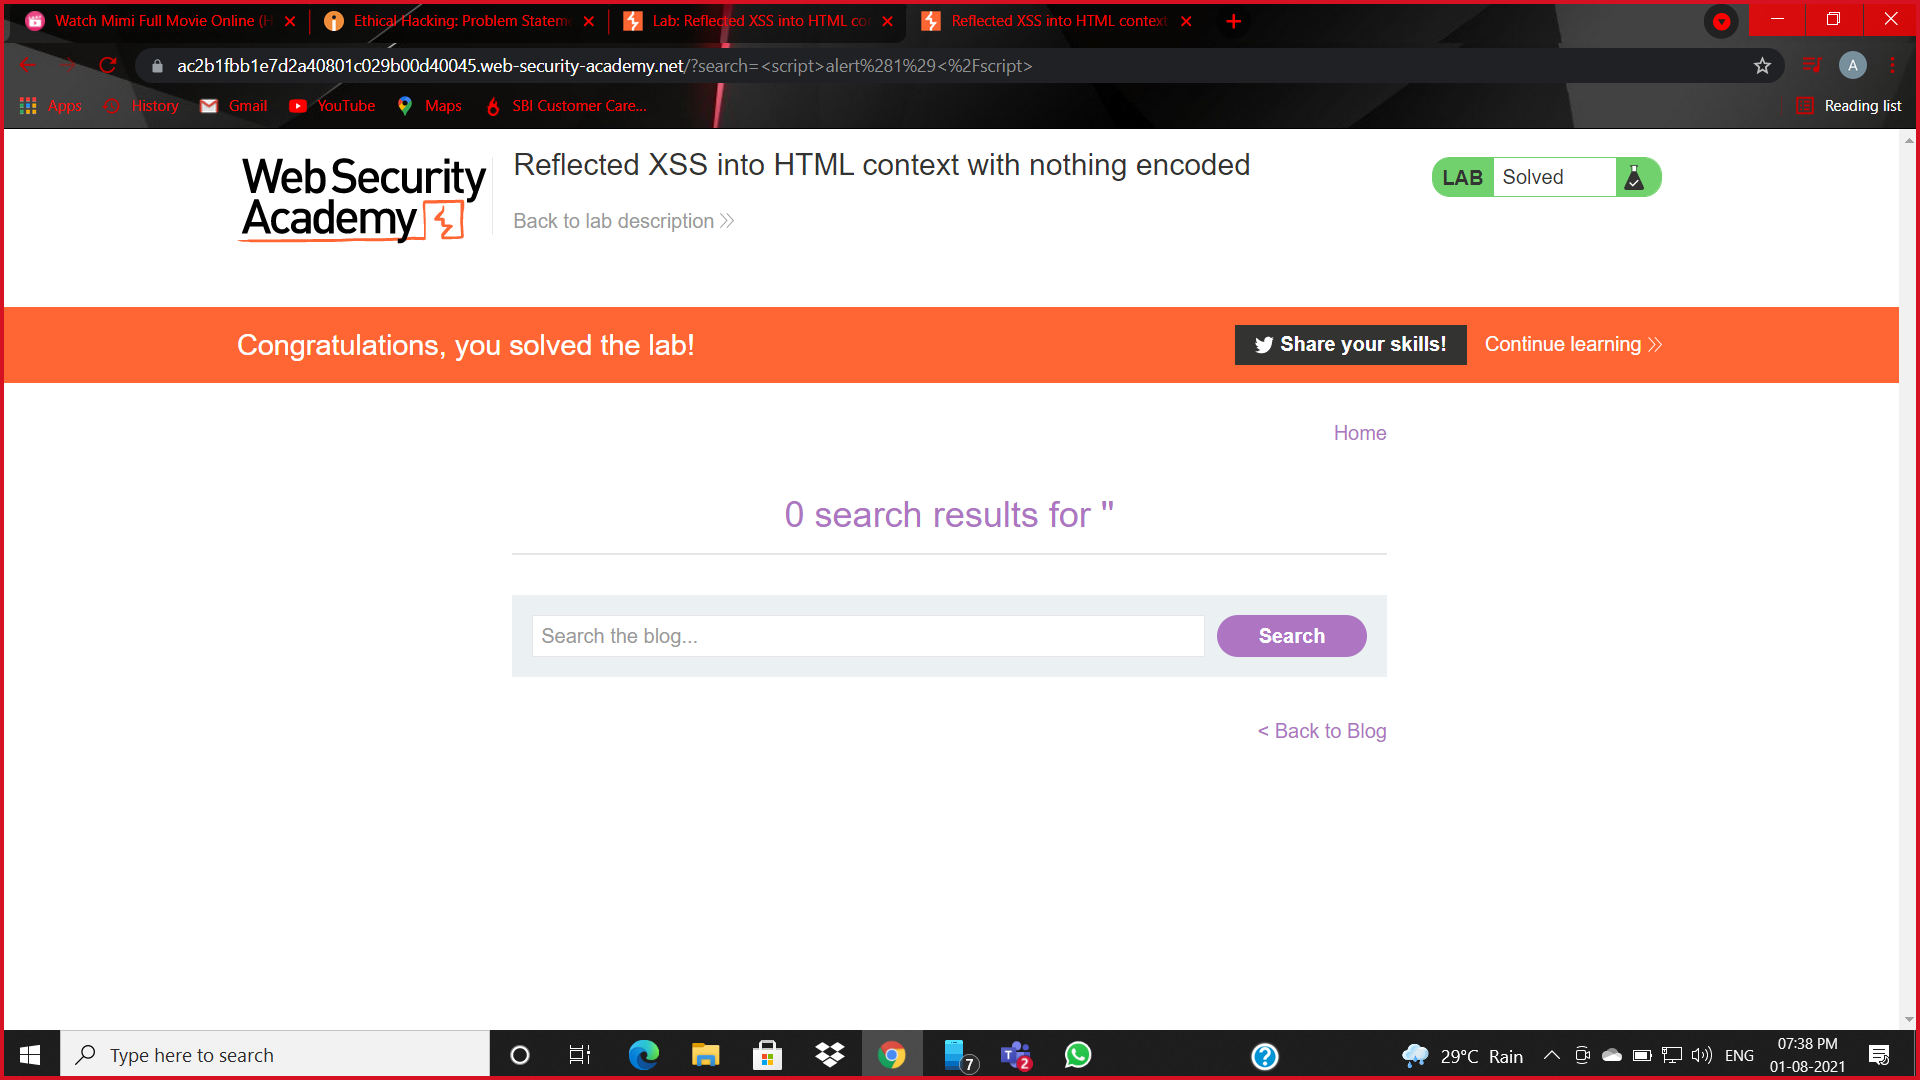 Watch Mimi Full Movie Online (H
Ethical Hacking: Problem Stateme
Lab: Reflected XSS into HTML co
Reflected XSS into HTML context
ac2b1fbb1e7d2a40801c029b00d40045.web-security-academy.net/?search=<script>alert%281%29<%2Fscript>
A
Apps
History
Gmail
YouTube
Maps
SBI Customer Care...
Reading list
Web Security
Academy
Reflected XSS into HTML context with nothing encoded
Back to lab description
LAB Solved
Congratulations, you solved the lab!
Share your skills!
Continue learning
Home
0 search results for ''
Search the blog...
Search
< Back to Blog
Type here to search
7
T
2
?
29°C Rain
ENG
07:38 PM
01-08-2021